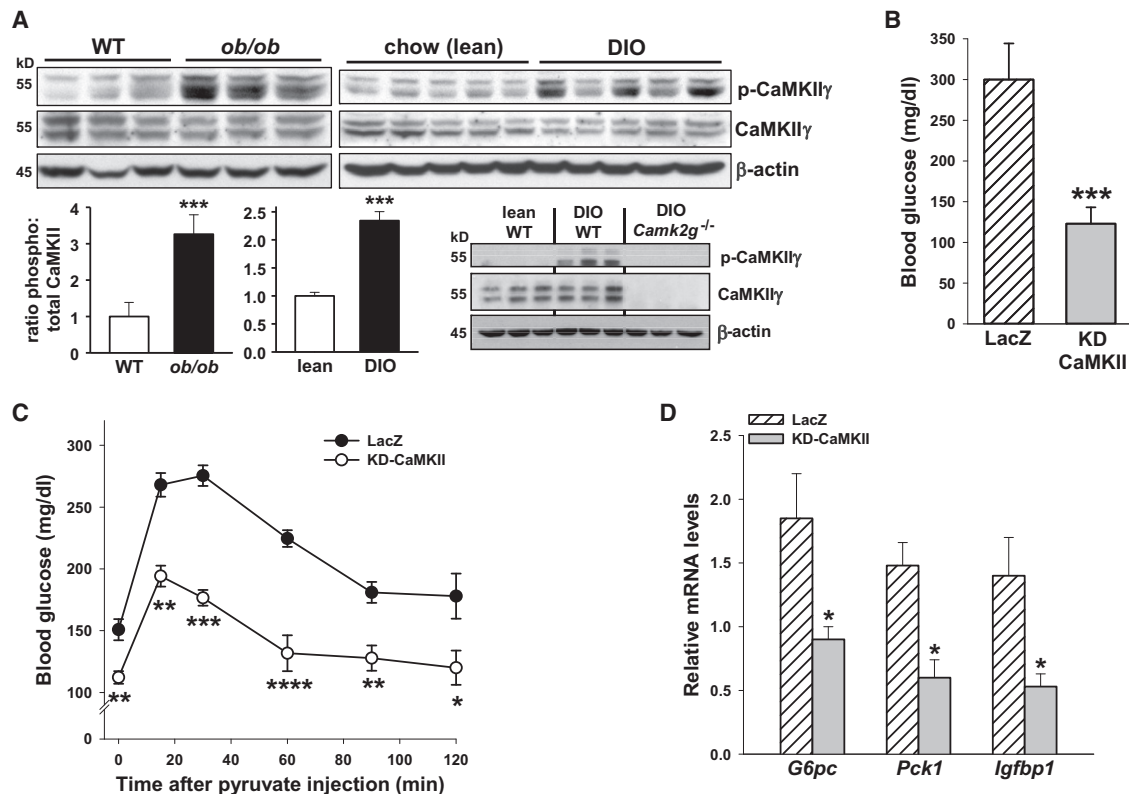 A
WT
ob/ob
chow (lean)
DIO
kD
55
p-CaMKIIγ
55
CaMKIIγ
45
β-actin
ratio phospho:
total CaMKII
4
3
2
1
0
***
WT
ob/ob
2.5
2.0
1.5
1.0
0.5
0.0
***
lean
DIO
lean
WT
DIO
WT
DIO
Camk2g-/-
kD
55
p-CaMKIIγ
55
CaMKIIγ
45
β-actin
B
Blood glucose (mg/dl)
350
300
250
200
150
100
50
0
***
LacZ
KD
CaMKII
C
Blood glucose (mg/dl)
300
250
200
150
100
0
LacZ
KD-CaMKII
**
**
***
****
**
*
0
20
40
60
80
100
120
Time after pyruvate injection (min)
D
LacZ
KD-CaMKII
Relative mRNA levels
2.5
2.0
1.5
1.0
0.5
0.0
*
*
*
G6pc
Pck1
Igfbp1